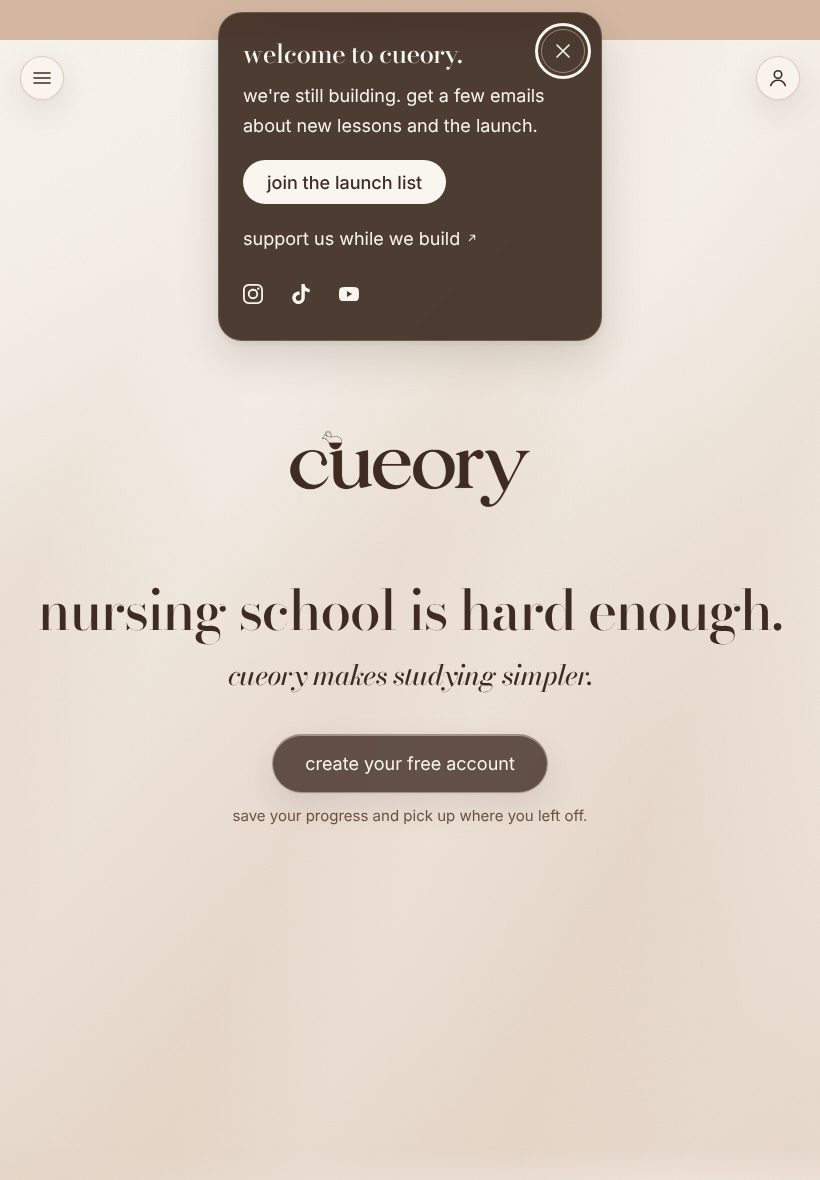 welcome to cueory.
we're still building. get a few emails
about new lessons and the launch.
join the launch list
support us while we build ↗
cueory
nursing school is hard enough.
cueory makes studying simpler.
create your free account
save your progress and pick up where you left off.